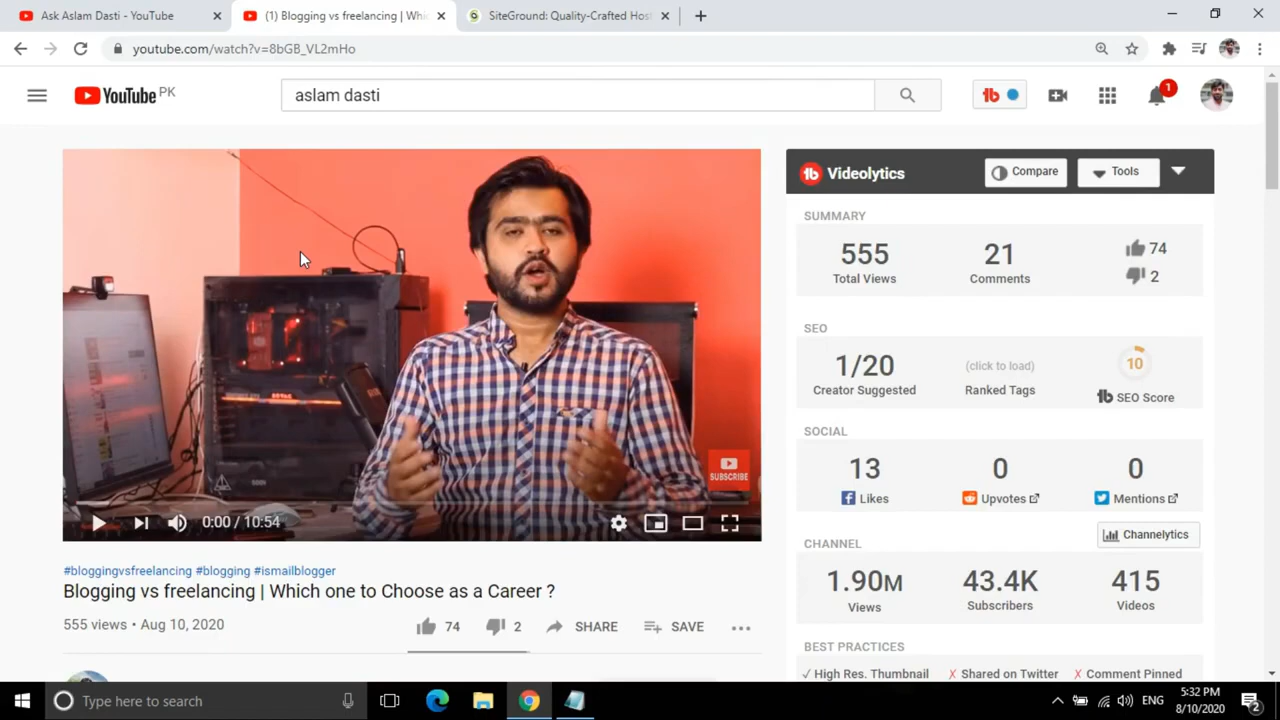 Ask Aslam Dasti - YouTube
(1) Blogging vs freelancing | Whic
SiteGround: Quality-Crafted Host
youtube.com/watch?v=8bGB_VL2mHo
YouTube PK
aslam dasti
1
Videolytics
Compare
Tools
SUMMARY
555
21
74
Total Views
Comments
2
SEO
1/20
(click to load)
10
Creator Suggested
Ranked Tags
SEO Score
SOCIAL
13
0
0
Likes
Upvotes
Mentions
SUBSCRIBE
0:00 / 10:54
Channelytics
CHANNEL
1.90M
43.4K
415
Views
Subscribers
Videos
#bloggingvsfreelancing #blogging #ismailblogger
Blogging vs freelancing | Which one to Choose as a Career ?
555 views • Aug 10, 2020
74
2
SHARE
SAVE
BEST PRACTICES
✓ High Res. Thumbnail
✗ Shared on Twitter
✗ Comment Pinned
Type here to search
ENG
5:32 PM
8/10/2020
2